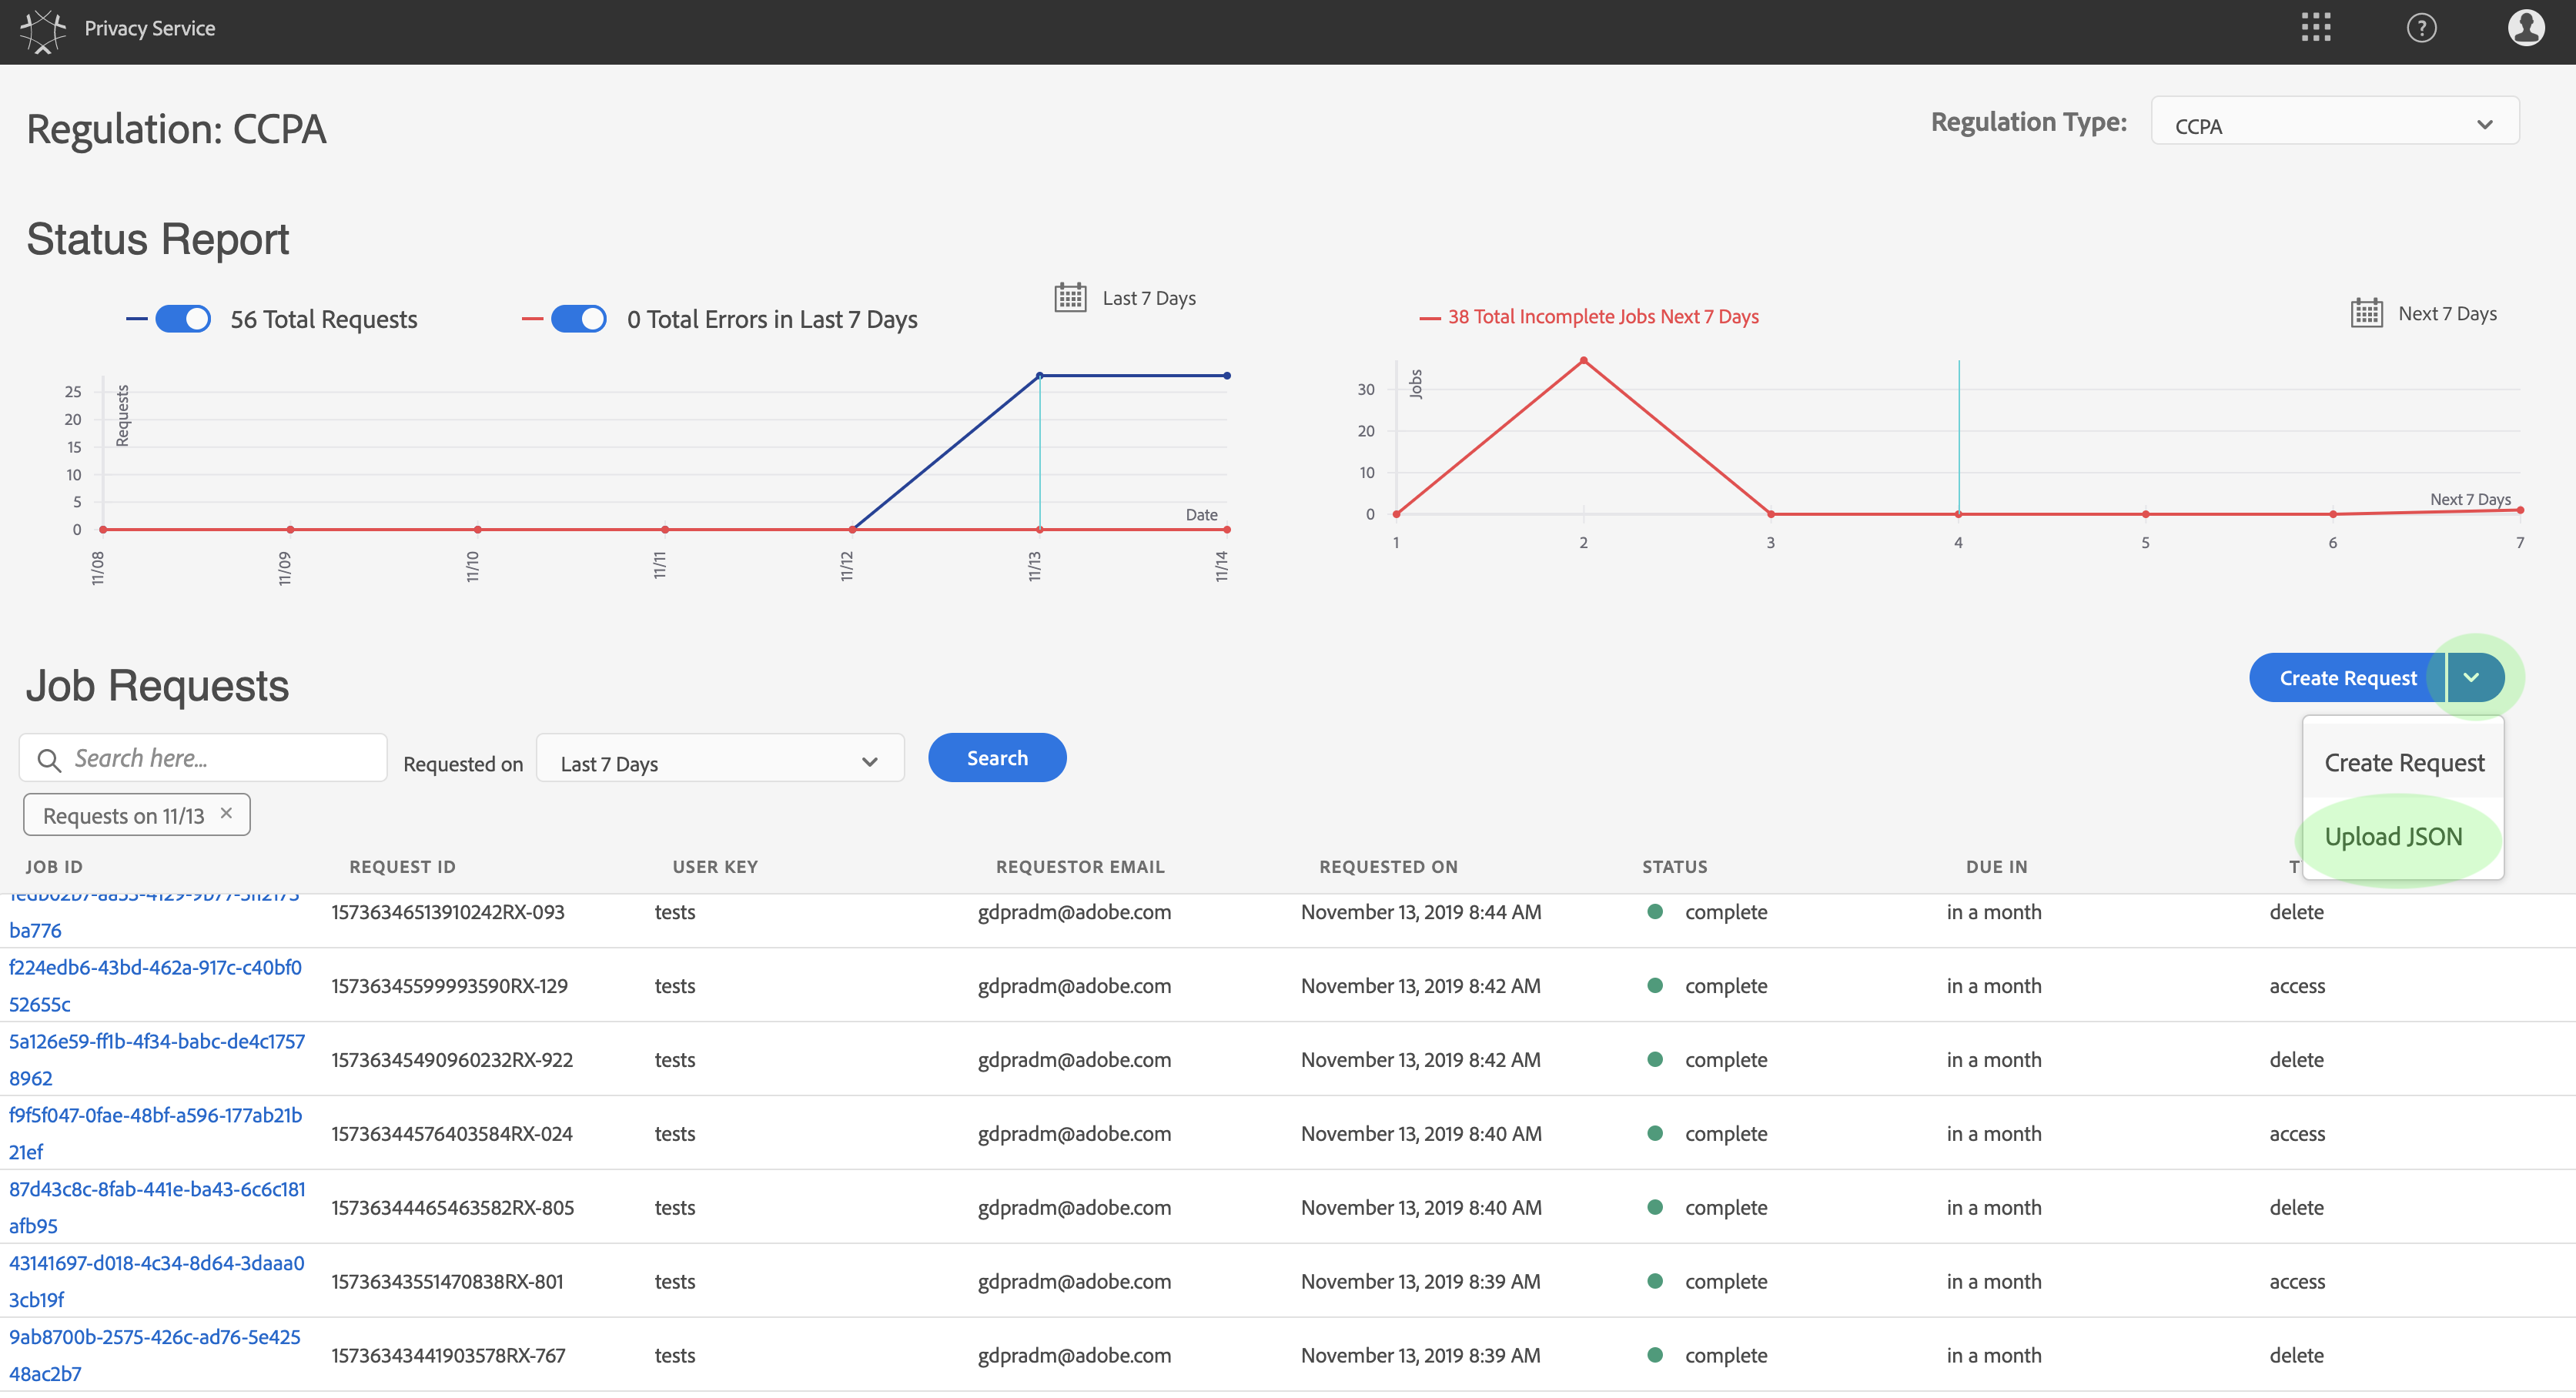 Privacy Service
?
Regulation: CCPA
Regulation Type:
CCPA
Status Report
56 Total Requests
0 Total Errors in Last 7 Days
Last 7 Days
38 Total Incomplete Jobs Next 7 Days
Next 7 Days
25
20
15
10
5
0
Requests
Date
11/08
11/09
11/10
11/11
11/12
11/13
11/14
30
20
10
0
Jobs
Next 7 Days
1
2
3
4
5
6
7
Job Requests
Create Request
Create Request
Upload JSON
Search here...
Requested on
Last 7 Days
Search
Requests on 11/13 ×
JOB ID REQUEST ID USER KEY REQUESTOR EMAIL REQUESTED ON STATUS DUE IN T
15736346513910242RX-093 tests gdpradm@adobe.com November 13, 2019 8:44 AM complete in a month delete
ba776
f224edb6-43bd-462a-917c-c40bf0
15736345599993590RX-129 tests gdpradm@adobe.com November 13, 2019 8:42 AM complete in a month access
52655c
5a126e59-ff1b-4f34-babc-de4c1757
15736345490960232RX-922 tests gdpradm@adobe.com November 13, 2019 8:42 AM complete in a month delete
8962
f9f5f047-0fae-48bf-a596-177ab21b
15736344576403584RX-024 tests gdpradm@adobe.com November 13, 2019 8:40 AM complete in a month access
21ef
87d43c8c-8fab-441e-ba43-6c6c181
15736344465463582RX-805 tests gdpradm@adobe.com November 13, 2019 8:40 AM complete in a month delete
afb95
43141697-d018-4c34-8d64-3daaa0
15736343551470838RX-801 tests gdpradm@adobe.com November 13, 2019 8:39 AM complete in a month access
3cb19f
9ab8700b-2575-426c-ad76-5e425
15736343441903578RX-767 tests gdpradm@adobe.com November 13, 2019 8:39 AM complete in a month delete
48ac2b7